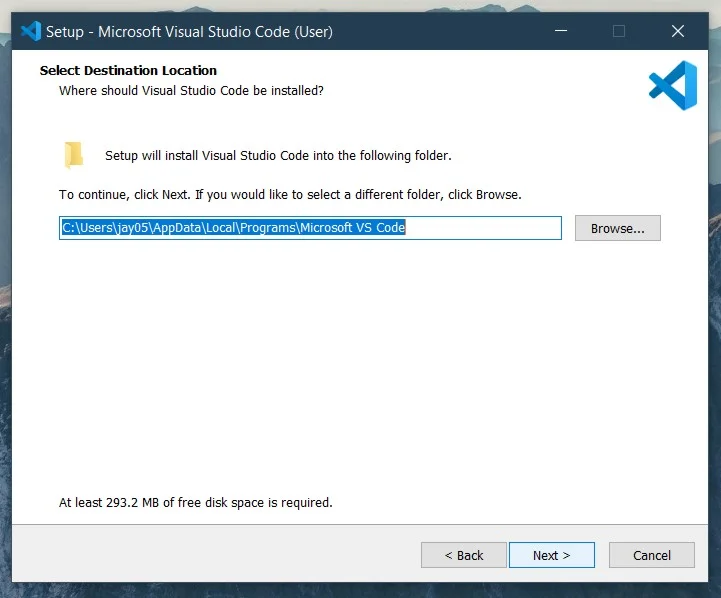 Setup - Microsoft Visual Studio Code (User)
Select Destination Location
Where should Visual Studio Code be installed?
Setup will install Visual Studio Code into the following folder.
To continue, click Next. If you would like to select a different folder, click Browse.
C:\Users\jay05\AppData\Local\Programs\Microsoft VS Code
Browse...
At least 293.2 MB of free disk space is required.
< Back
Next >
Cancel